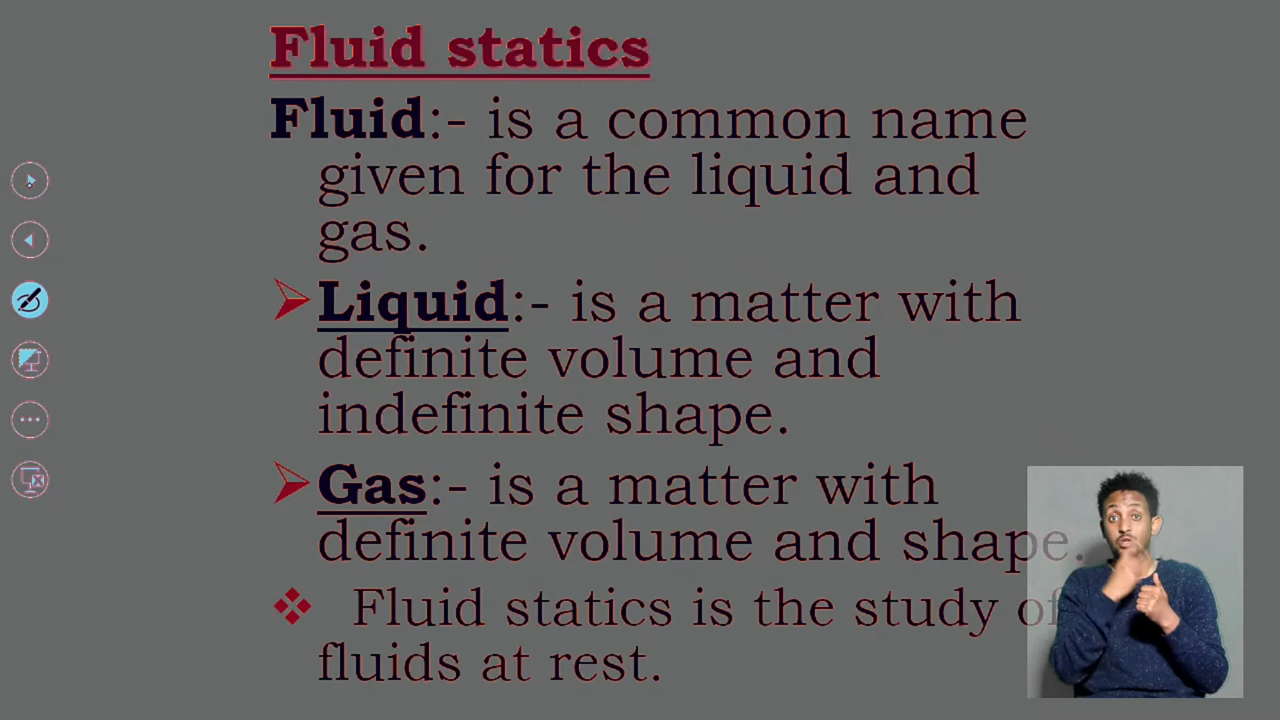 Fluid statics
Fluid:- is a common name
given for the liquid and
gas.
Liquid:- is a matter with
definite volume and
indefinite shape.
Gas:- is a matter with
definite volume and shape.
Fluid statics is the study of
fluids at rest.